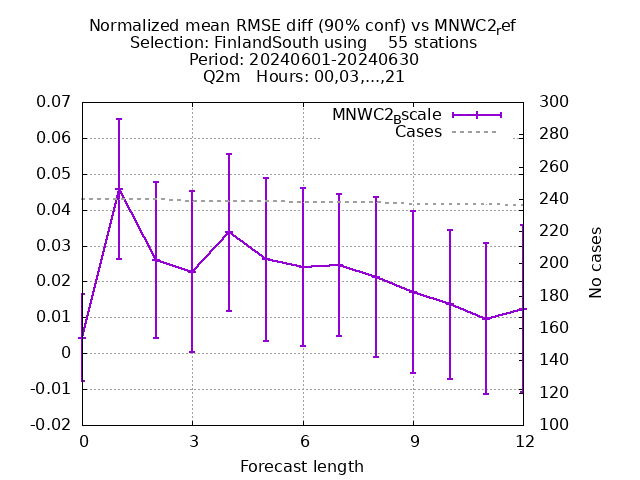 Normalized mean RMSE diff (90% conf) vs MNWC2ref
Selection: FinlandSouth using 55 stations
Period: 20240601-20240630
Q2m Hours: 00,03,...,21
MNWC2Bscale
Cases
0.07
0.06
0.05
0.04
0.03
0.02
0.01
0
-0.01
-0.02
300
280
260
240
220
200
180
160
140
120
100
No cases
0 3 6 9 12
Forecast length